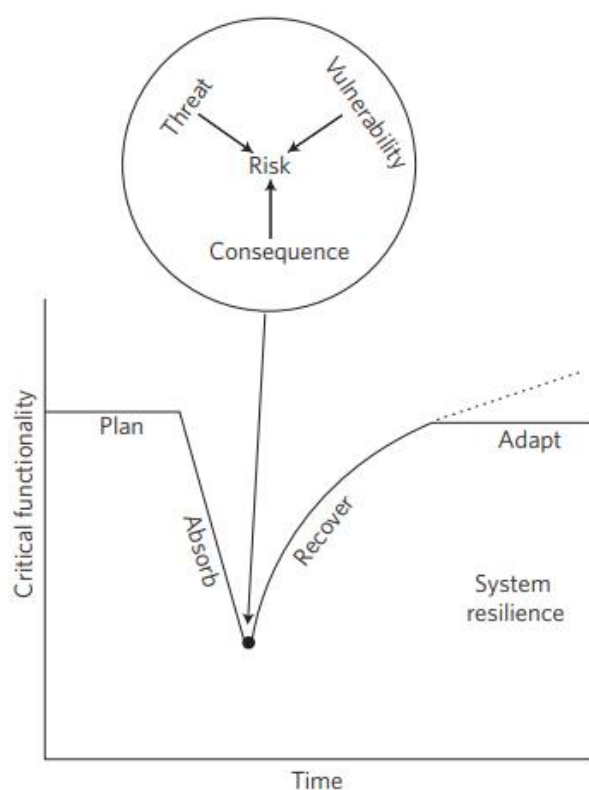 Threat
Vulnerability
Risk
Consequence
Critical functionality
Plan
Absorb
Recover
Adapt
System
resilience
Time